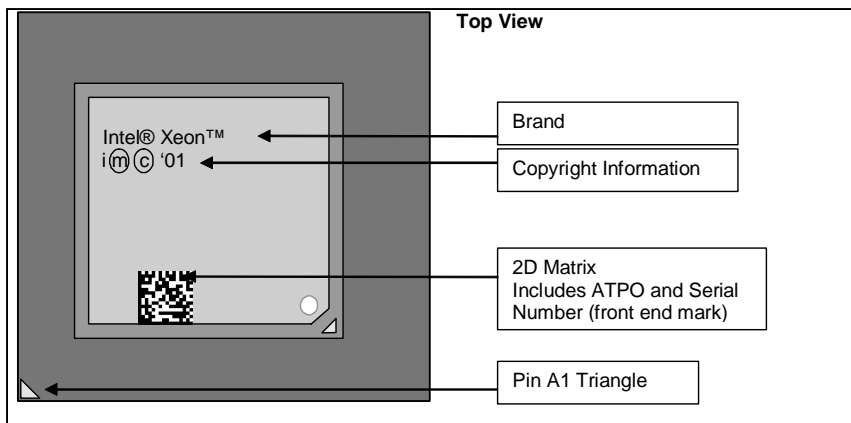 Top View
Intel® Xeon™
i ⓜ ⓒ ‘01
Brand
Copyright Information
2D Matrix
Includes ATPO and Serial
Number (front end mark)
Pin A1 Triangle